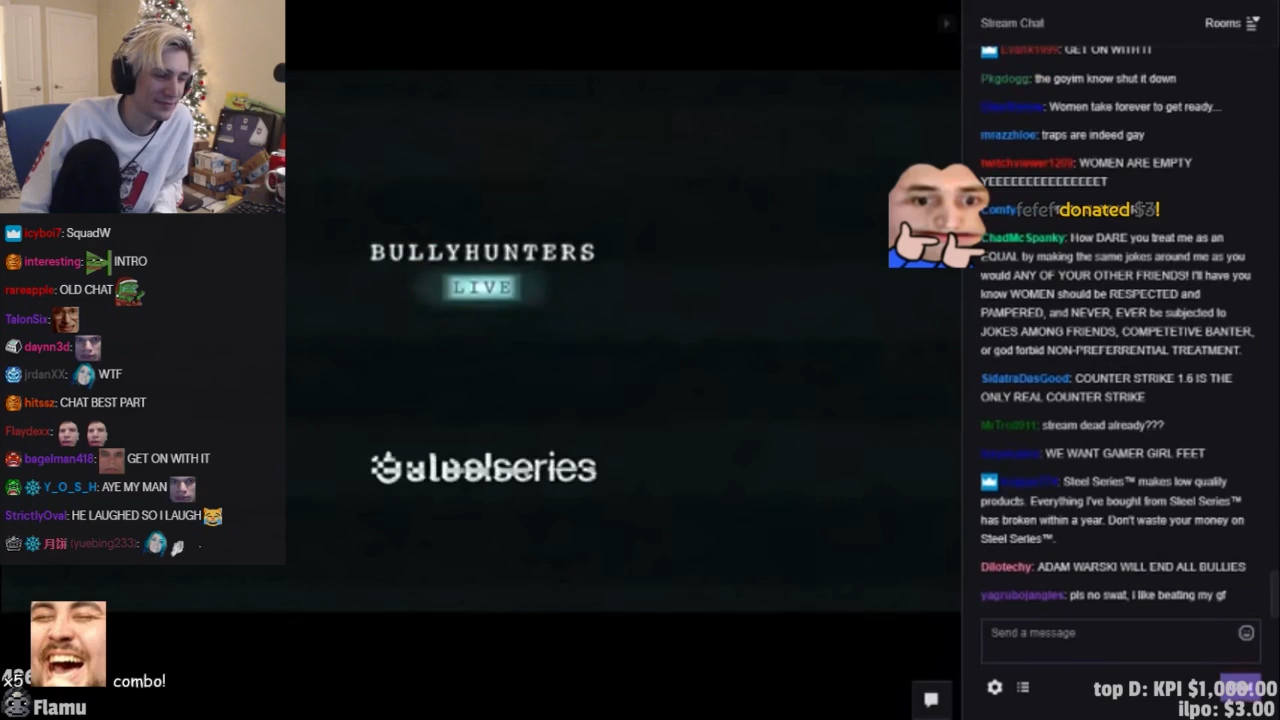 icyboi7: SquadW
interesting: INTRO
rareapple: OLD CHAT
TalonSix:
daynn3d:
jrdanXX: WTF
hitssz: CHAT BEST PART
Flaydexx:
bagelman418: GET ON WITH IT
Y_O_S_H: AYE MY MAN
StrictlyOval: HE LAUGHED SO I LAUGH
月饼 (yuebing233): .
x5
combo!
Flamu
BULLYHUNTERS
LIVE
steelseries
Stream Chat
Rooms
GET ON WITH IT
Pkgdogg: the goyim know shut it down
: Women take forever to get ready...
mrazzhloe: traps are indeed gay
twitchviewer1209: WOMEN ARE EMPTY
YEEEEEEEEEEEEEEET
fefef donated $3!
ChadMcSpanky: How DARE you treat me as an
EQUAL by making the same jokes around me as you
would ANY OF YOUR OTHER FRIENDS! I'll have you
know WOMEN should be RESPECTED and
PAMPERED, and NEVER, EVER be subjected to
JOKES AMONG FRIENDS, COMPETETIVE BANTER,
or god forbid NON-PREFERRENTIAL TREATMENT.
SidatraDasGood: COUNTER STRIKE 1.6 IS THE
ONLY REAL COUNTER STRIKE
MrTroll911: stream dead already???
: WE WANT GAMER GIRL FEET
: Steel Series™ makes low quality
products. Everything I've bought from Steel Series™
has broken within a year. Don't waste your money on
Steel Series™.
Dilotechy: ADAM WARSKI WILL END ALL BULLIES
yagrubojangles: pls no swat, i like beating my gf
Send a message
top D: KPI $1,000.00
ilpo: $3.00